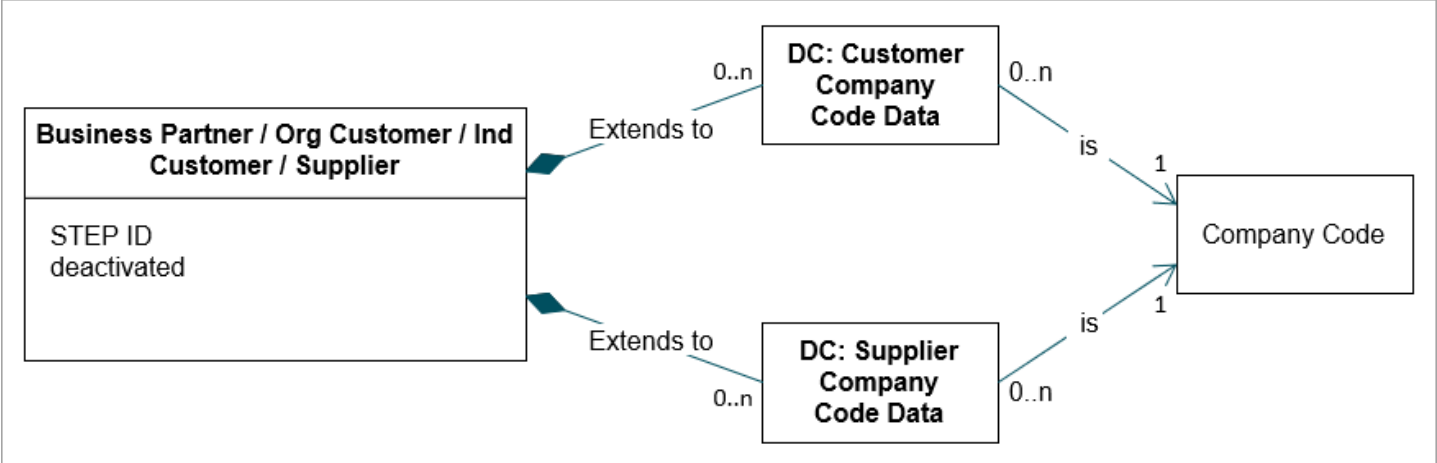 Business Partner / Org Customer / Ind
Customer / Supplier
STEP ID
deactivated
Extends to
0..n
DC: Customer
Company
Code Data
0..n
is
1
Company Code
Extends to
0..n
DC: Supplier
Company
Code Data
0..n
is
1